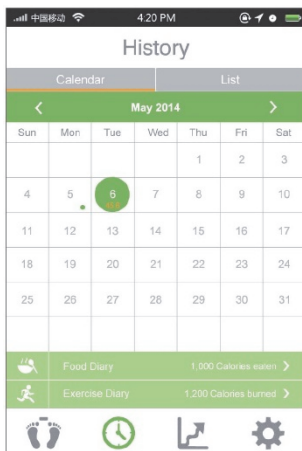 中国移动 4:20 PM
History
Calendar List
May 2014
Sun Mon Tue Wed Thu Fri Sat
1 2 3
4 5 6 7 8 9 10
11 12 13 14 15 16 17
18 19 20 21 22 23 24
25 26 27 28 29 30 31
Food Diary 1,000 Calories eaten
Exercise Diary 1,200 Calories burned